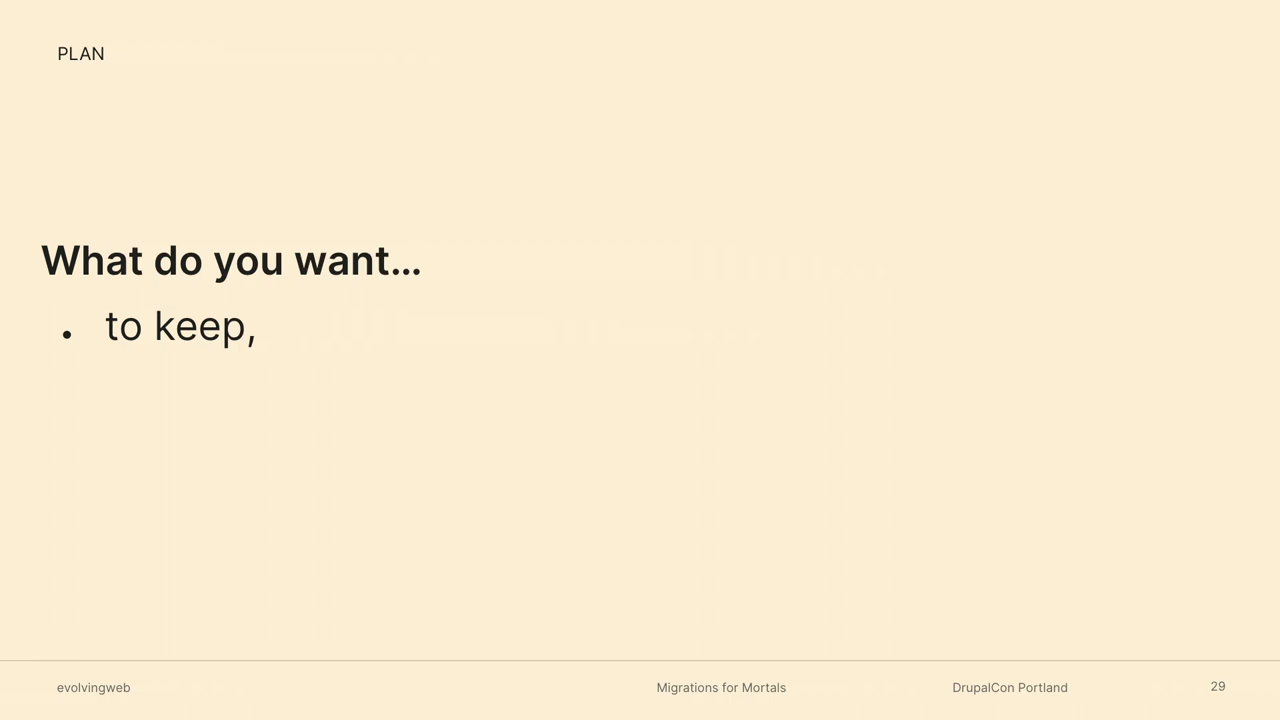 PLAN
What do you want...
• to keep,
evolvingweb
Migrations for Mortals
DrupalCon Portland
29